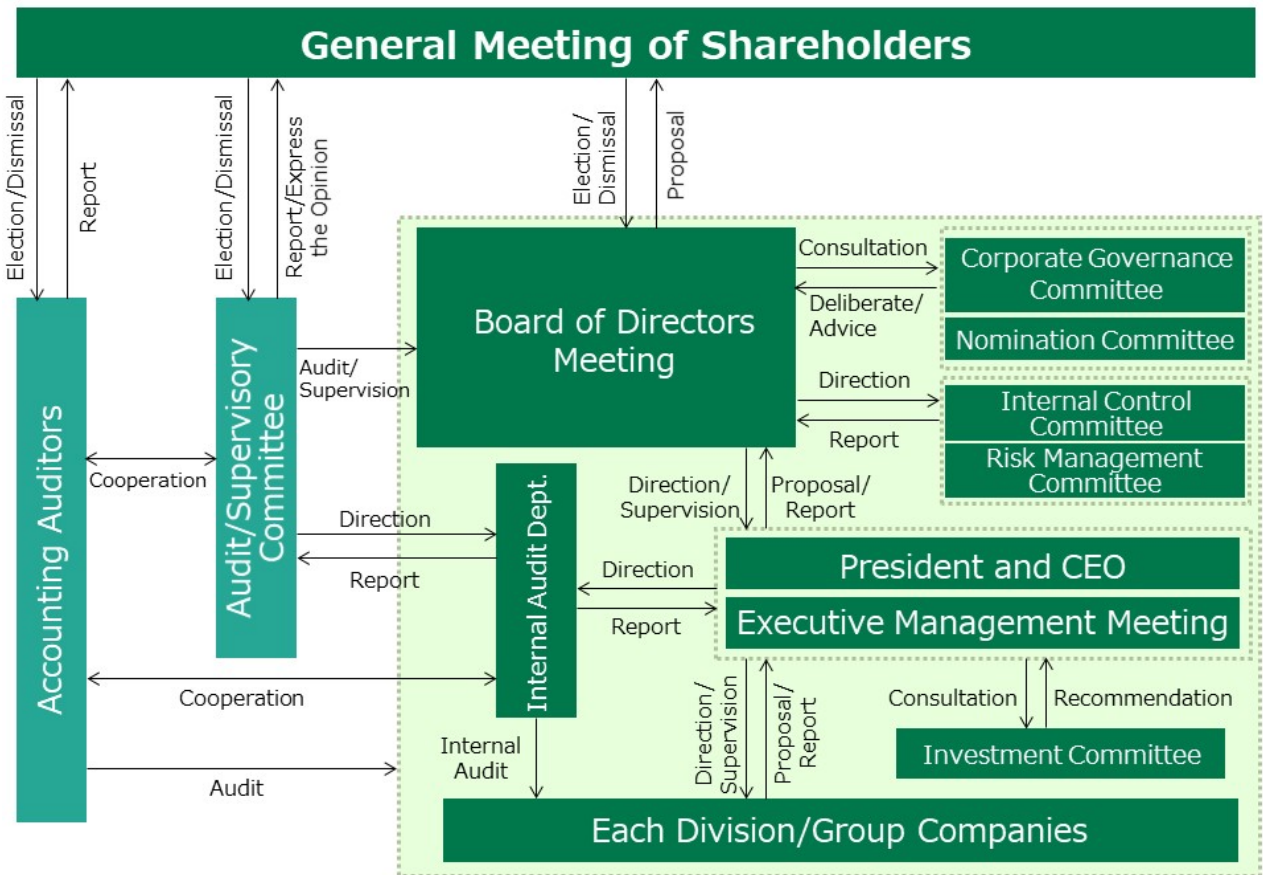 General Meeting of Shareholders
Election/Dismissal
Report
Election/Dismissal
Report/Express
the Opinion
Election/
Dismissal
Proposal
Board of Directors
Meeting
Consultation
Deliberate/
Advice
Corporate Governance
Committee
Nomination Committee
Direction
Report
Internal Control
Committee
Risk Management
Committee
Accounting Auditors
Audit/Supervisory
Committee
Audit/
Supervision
Cooperation
Direction
Report
Internal Audit Dept.
Direction/
Supervision
Proposal/
Report
Direction
Report
President and CEO
Executive Management Meeting
Cooperation
Direction/
Supervision
Proposal/
Report
Consultation
Recommendation
Investment Committee
Internal
Audit
Audit
Each Division/Group Companies